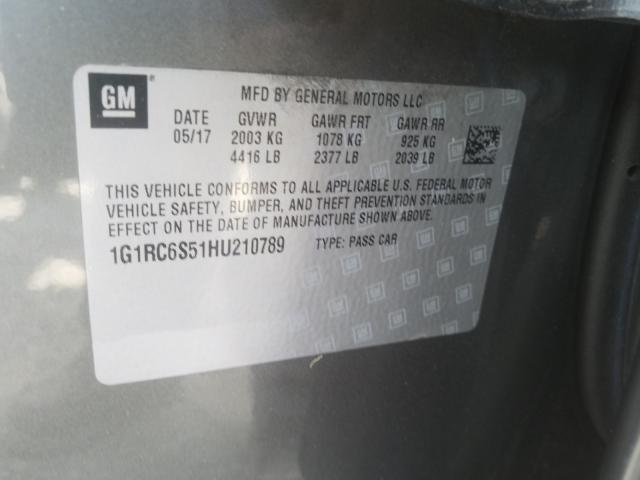 GM
MFD BY GENERAL MOTORS LLC
DATE GVWR GAWR FRT GAWR RR
05/17 2003 KG 1078 KG 925 KG
4416 LB 2377 LB 2039 LB
THIS VEHICLE CONFORMS TO ALL APPLICABLE U.S. FEDERAL MOTOR
VEHICLE SAFETY, BUMPER, AND THEFT PREVENTION STANDARDS IN
EFFECT ON THE DATE OF MANUFACTURE SHOWN ABOVE.
1G1RC6S51HU210789 TYPE: PASS CAR